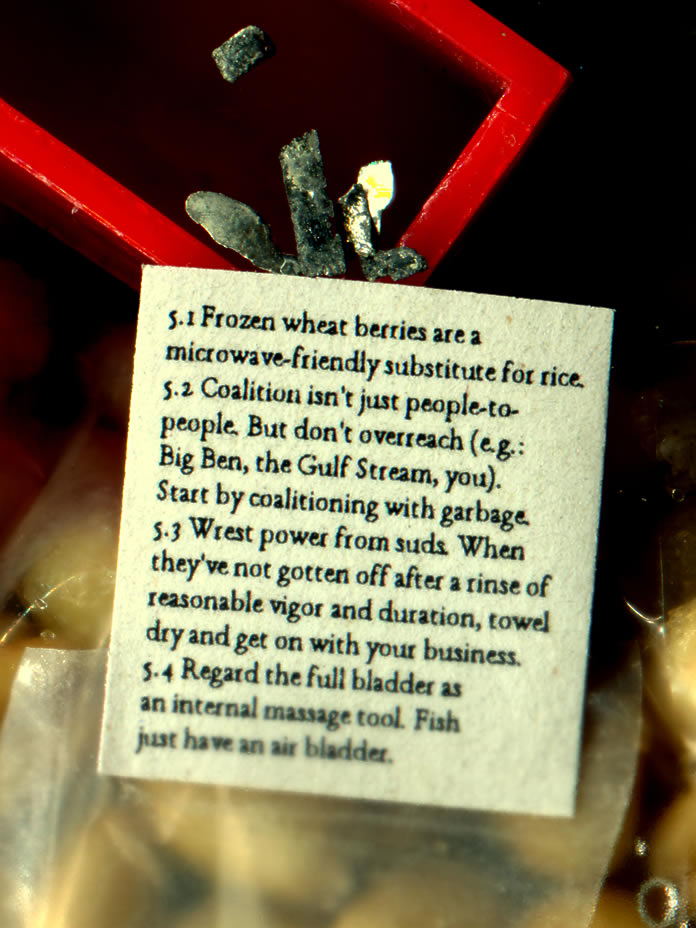 5.1 Frozen wheat berries are a
microwave-friendly substitute for rice.
5.2 Coalition isn't just people-to-
people. But don't overreach (e.g.:
Big Ben, the Gulf Stream, you).
Start by coalitioning with garbage.
5.3 Wrest power from suds. When
they've not gotten off after a rinse of
reasonable vigor and duration, towel
dry and get on with your business.
5.4 Regard the full bladder as
an internal massage tool. Fish
just have an air bladder.